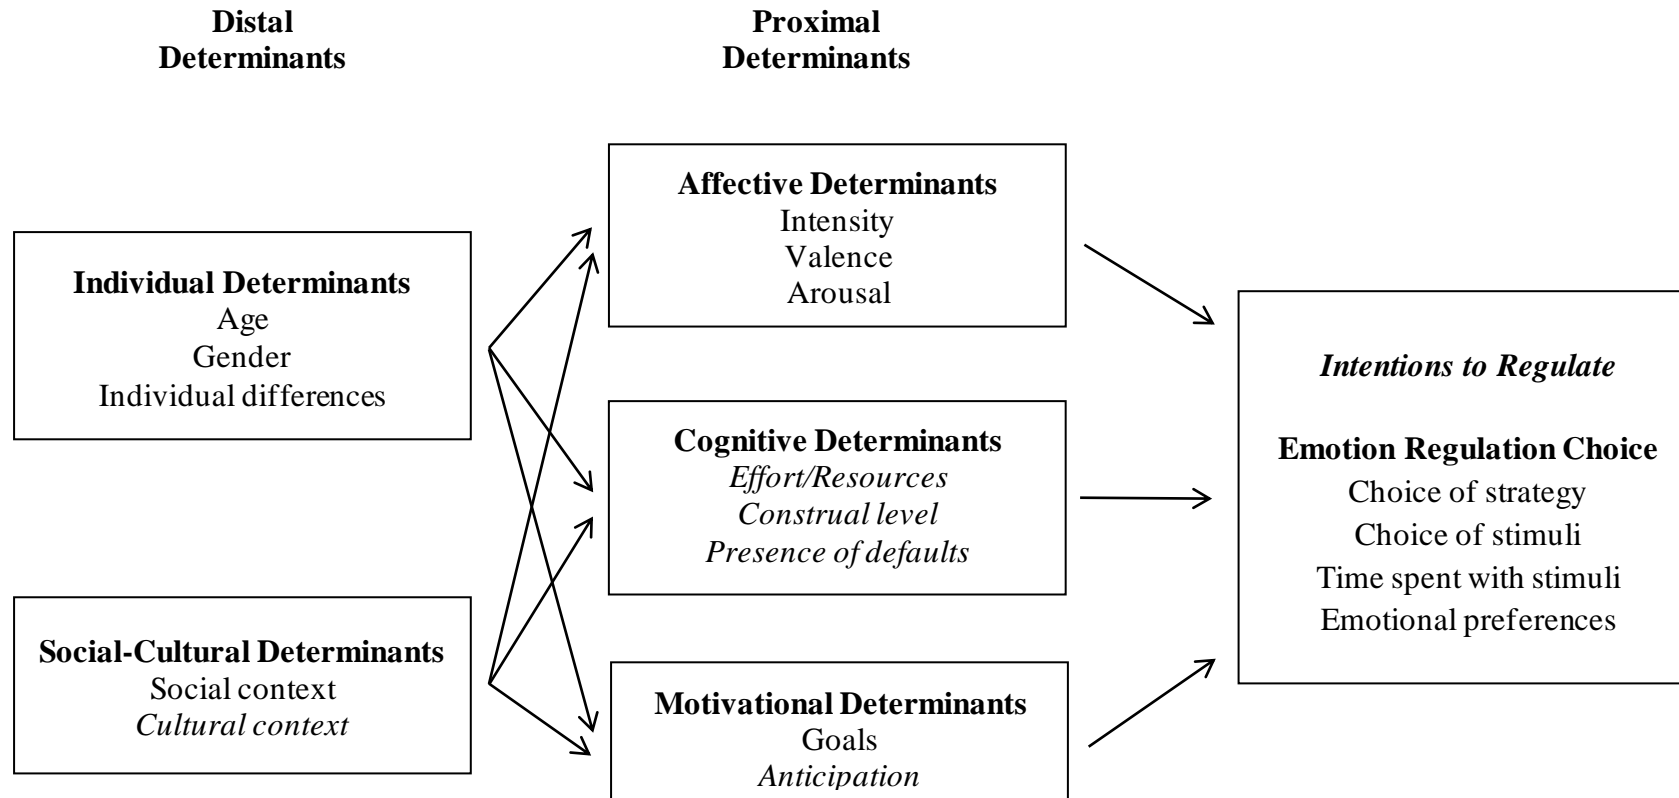 Distal
Determinants
Proximal
Determinants
Individual Determinants
Age
Gender
Individual differences
Social-Cultural Determinants
Social context
Cultural context
Affective Determinants
Intensity
Valence
Arousal
Cognitive Determinants
Effort/Resources
Construal level
Presence of defaults
Motivational Determinants
Goals
Anticipation
Intentions to Regulate
Emotion Regulation Choice
Choice of strategy
Choice of stimuli
Time spent with stimuli
Emotional preferences